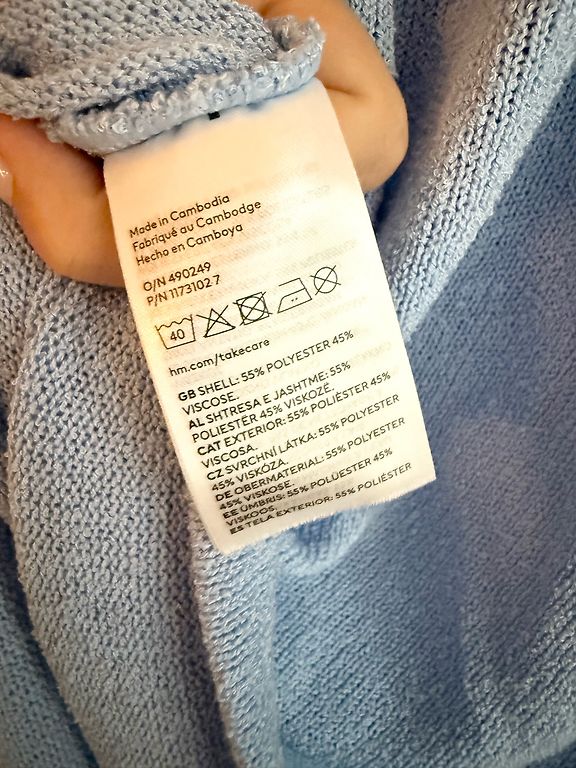 Made in Cambodia
Fabriqué au Cambodge
Hecho en Camboya
O/N 490249
P/N 1173102 7
40
hm.com/takecare
GB SHELL: 55% POLYESTER 45%
VISCOSE.
AL SHTRESA E JASHTME: 55%
POLIESTËR 45% VISKOZË.
CAT EXTERIOR: 55% POLIÈSTER 45%
VISCOSA.
CZ SVRCHNÍ LÁTKA: 55% POLYESTER
45% VISKÓZA.
DE OBERMATERIAL: 55% POLYESTER
45% VISKOSE.
EE ÜMBRIS: 55% POLÜESTER 45%
VISKOOS.
ES TELA EXTERIOR: 55% POLIÉSTER